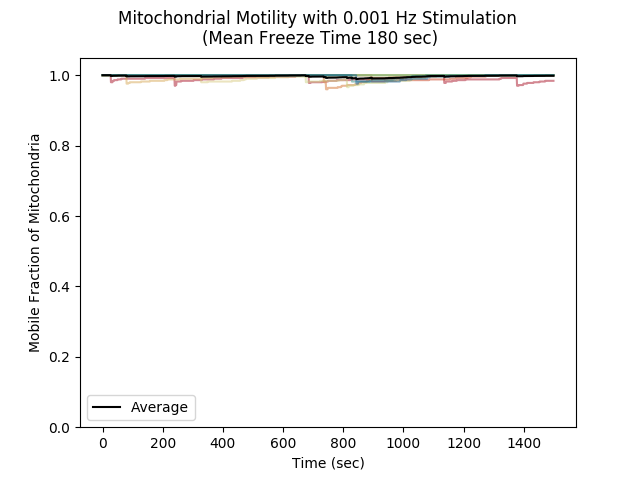 Mitochondrial Motility with 0.001 Hz Stimulation
(Mean Freeze Time 180 sec)
Mobile Fraction of Mitochondria
1.0
0.8
0.6
0.4
0.2
0.0
Average
0 200 400 600 800 1000 1200 1400
Time (sec)